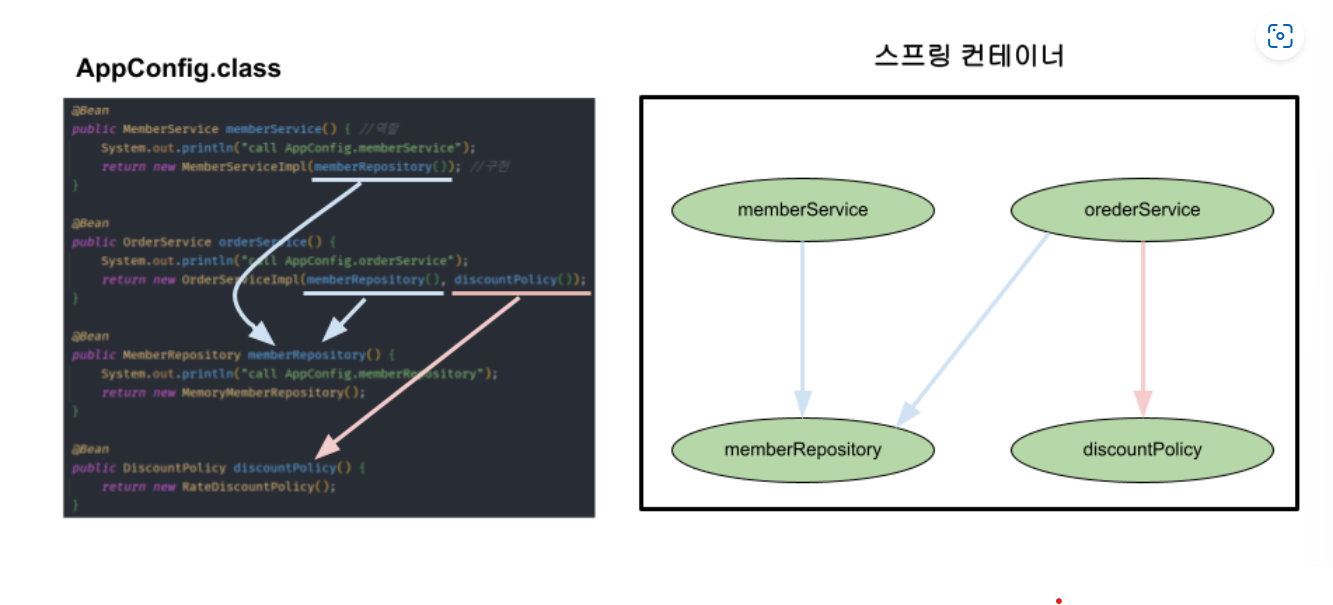 AppConfig.class
@Bean
public MemberService memberService() { //역할
System.out.println("call AppConfig.memberService");
return new MemberServiceImpl(memberRepository()); //구현
}
@Bean
public OrderService orderService() {
System.out.println("call AppConfig.orderService");
return new OrderServiceImpl(memberRepository(), discountPolicy());
}
@Bean
public MemberRepository memberRepository() {
System.out.println("call AppConfig.memberRepository");
return new MemoryMemberRepository();
}
@Bean
public DiscountPolicy discountPolicy() {
return new RateDiscountPolicy();
}
스프링 컨테이너
memberService
orederService
memberRepository
discountPolicy